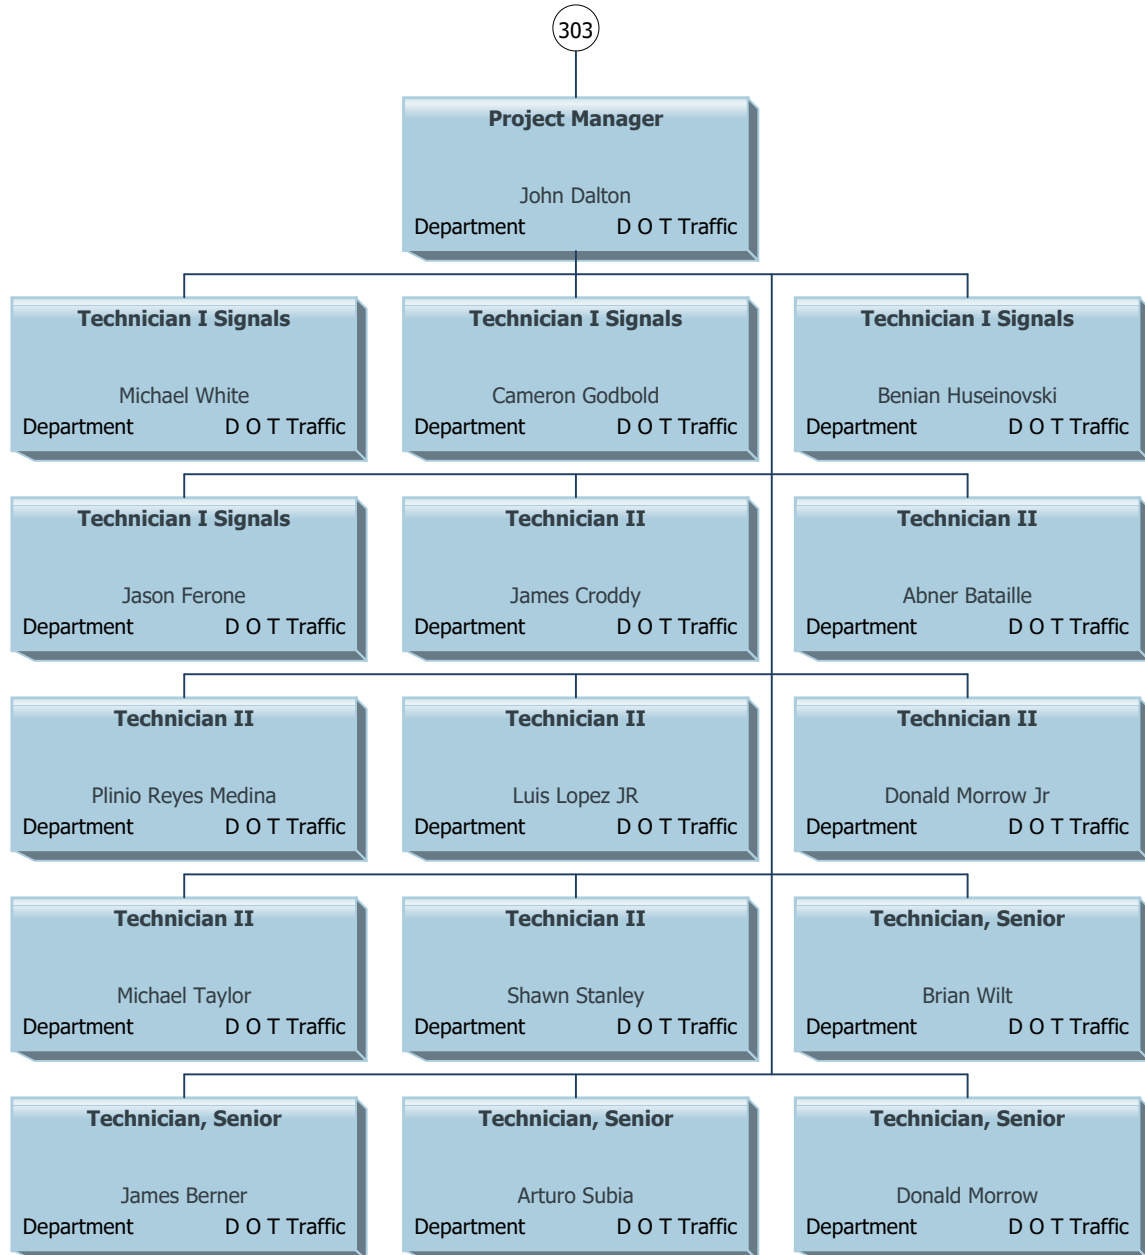 303
Project Manager
John Dalton
Department D O T Traffic
Technician I Signals
Michael White
Department D O T Traffic
Technician I Signals
Cameron Godbold
Department D O T Traffic
Technician I Signals
Benian Huseinovski
Department D O T Traffic
Technician I Signals
Jason Ferone
Department D O T Traffic
Technician II
James Croddy
Department D O T Traffic
Technician II
Abner Bataille
Department D O T Traffic
Technician II
Plinio Reyes Medina
Department D O T Traffic
Technician II
Luis Lopez JR
Department D O T Traffic
Technician II
Donald Morrow Jr
Department D O T Traffic
Technician II
Michael Taylor
Department D O T Traffic
Technician II
Shawn Stanley
Department D O T Traffic
Technician, Senior
Brian Wilt
Department D O T Traffic
Technician, Senior
James Berner
Department D O T Traffic
Technician, Senior
Arturo Subia
Department D O T Traffic
Technician, Senior
Donald Morrow
Department D O T Traffic